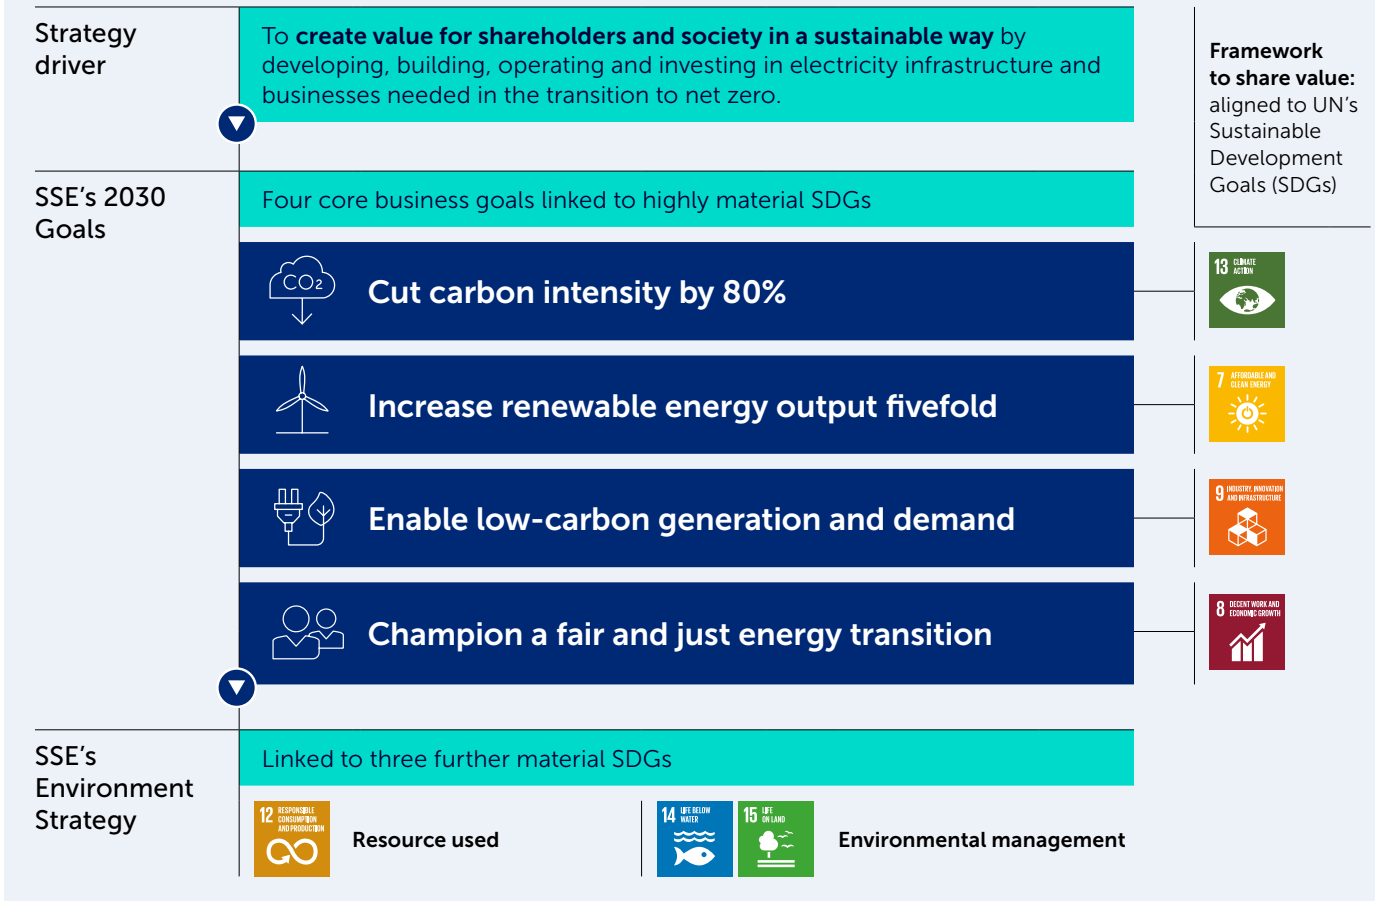 Strategy
driver
To create value for shareholders and society in a sustainable way by
developing, building, operating and investing in electricity infrastructure and
businesses needed in the transition to net zero.
Framework
to share value:
aligned to UN’s
Sustainable
Development
Goals (SDGs)
SSE’s 2030
Goals
Four core business goals linked to highly material SDGs
CO2
Cut carbon intensity by 80%
13 CLIMATE
ACTION
Increase renewable energy output fivefold
7 AFFORDABLE AND
CLEAN ENERGY
Enable low-carbon generation and demand
9 INDUSTRY, INNOVATION
AND INFRASTRUCTURE
Champion a fair and just energy transition
8 DECENT WORK AND
ECONOMIC GROWTH
SSE’s
Environment
Strategy
Linked to three further material SDGs
12 RESPONSIBLE
CONSUMPTION
AND PRODUCTION
Resource used
14 LIFE BELOW
WATER
15 LIFE
ON LAND
Environmental management